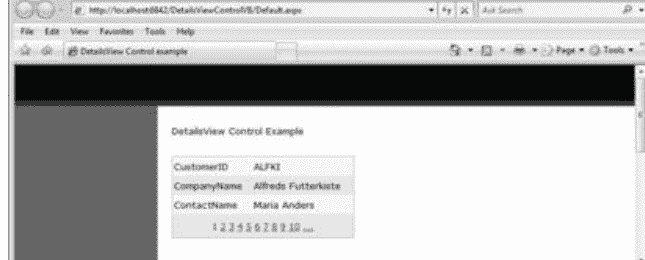 http://localhost:6842/DetailsViewControlVB/Default.aspx
Ask Search
File Edit View Favorites Tools Help
DetailsView Control example
Page Tools
DetailsView Control Example
CustomerID ALFKI
CompanyName Alfreds Futterkiste
ContactName Maria Anders
1 2 3 4 5 6 7 8 9 10 ...